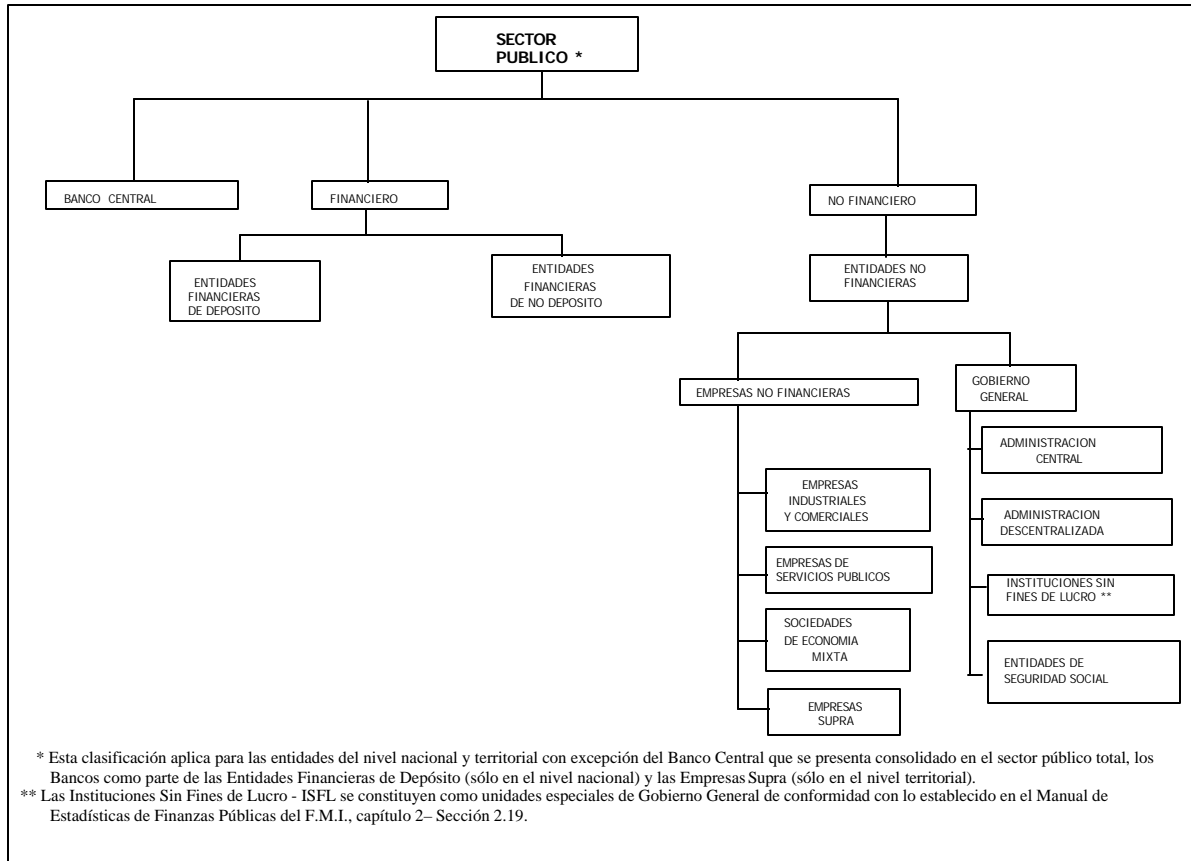 SECTOR
PUBLICO *
BANCO CENTRAL
FINANCIERO
NO FINANCIERO
ENTIDADES
FINANCIERAS
DE DEPOSITO
ENTIDADES
FINANCIERAS
DE NO DEPOSITO
ENTIDADES NO
FINANCIERAS
EMPRESAS NO FINANCIERAS
GOBIERNO
GENERAL
EMPRESAS
INDUSTRIALES
Y COMERCIALES
EMPRESAS DE
SERVICIOS PUBLICOS
SOCIEDADES
DE ECONOMIA
MIXTA
EMPRESAS
SUPRA
ADMINISTRACION
CENTRAL
ADMINISTRACION
DESCENTRALIZADA
INSTITUCIONES SIN
FINES DE LUCRO **
ENTIDADES DE
SEGURIDAD SOCIAL
* Esta clasificación aplica para las entidades del nivel nacional y territorial con excepción del Banco Central que se presenta consolidado en el sector público total, los
Bancos como parte de las Entidades Financieras de Depósito (sólo en el nivel nacional) y las Empresas Supra (sólo en el nivel territorial).
** Las Instituciones Sin Fines de Lucro - ISFL se constituyen como unidades especiales de Gobierno General de conformidad con lo establecido en el Manual de
Estadísticas de Finanzas Públicas del F.M.I., capítulo 2– Sección 2.19.